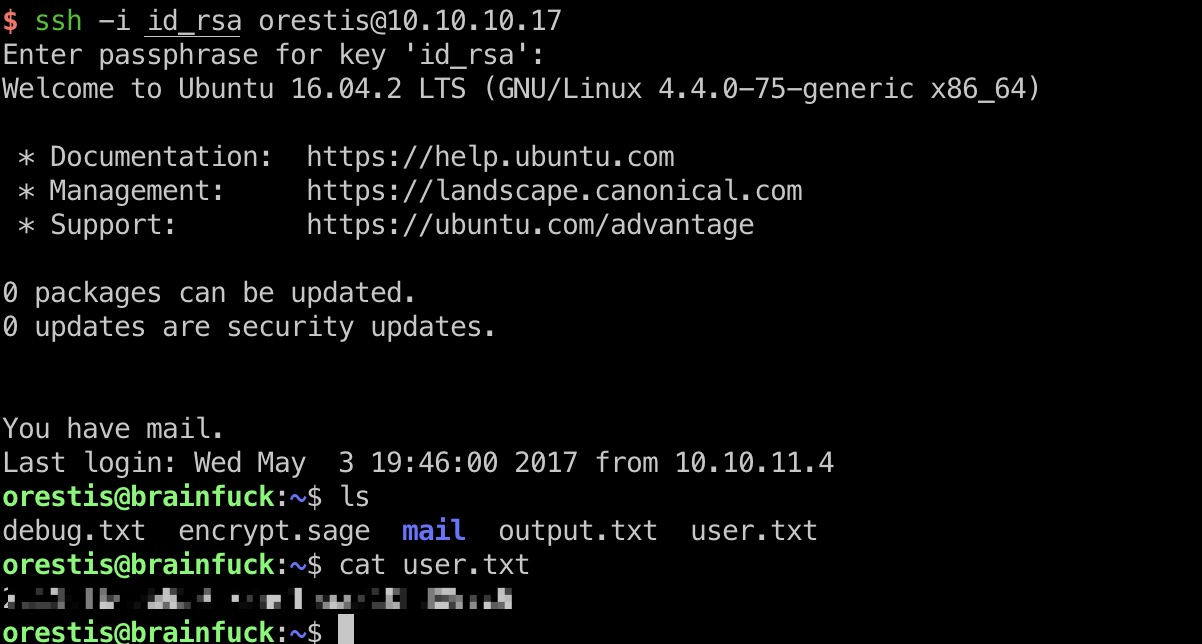 $ ssh -i id_rsa orestis@10.10.10.17
Enter passphrase for key 'id_rsa':
Welcome to Ubuntu 16.04.2 LTS (GNU/Linux 4.4.0-75-generic x86_64)
* Documentation:  https://help.ubuntu.com
* Management:     https://landscape.canonical.com
* Support:        https://ubuntu.com/advantage
0 packages can be updated.
0 updates are security updates.
You have mail.
Last login: Wed May  3 19:46:00 2017 from 10.10.11.4
orestis@brainfuck:~$ ls
debug.txt  encrypt.sage  mail  output.txt  user.txt
orestis@brainfuck:~$ cat user.txt
orestis@brainfuck:~$